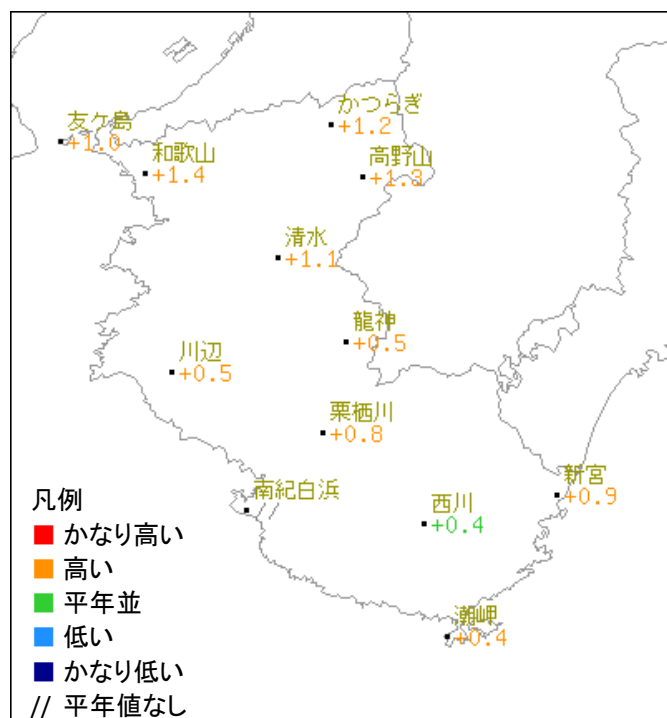 かつらぎ
+1.2
友ケ島
+1.0
和歌山
+1.4
高野山
+1.3
清水
+1.1
龍神
+0.5
川辺
+0.5
栗栖川
+0.8
南紀白浜
//
新宮
+0.9
西川
+0.4
潮岬
+0.4
凡例
かなり高い
高い
平年並
低い
かなり低い
// 平年値なし